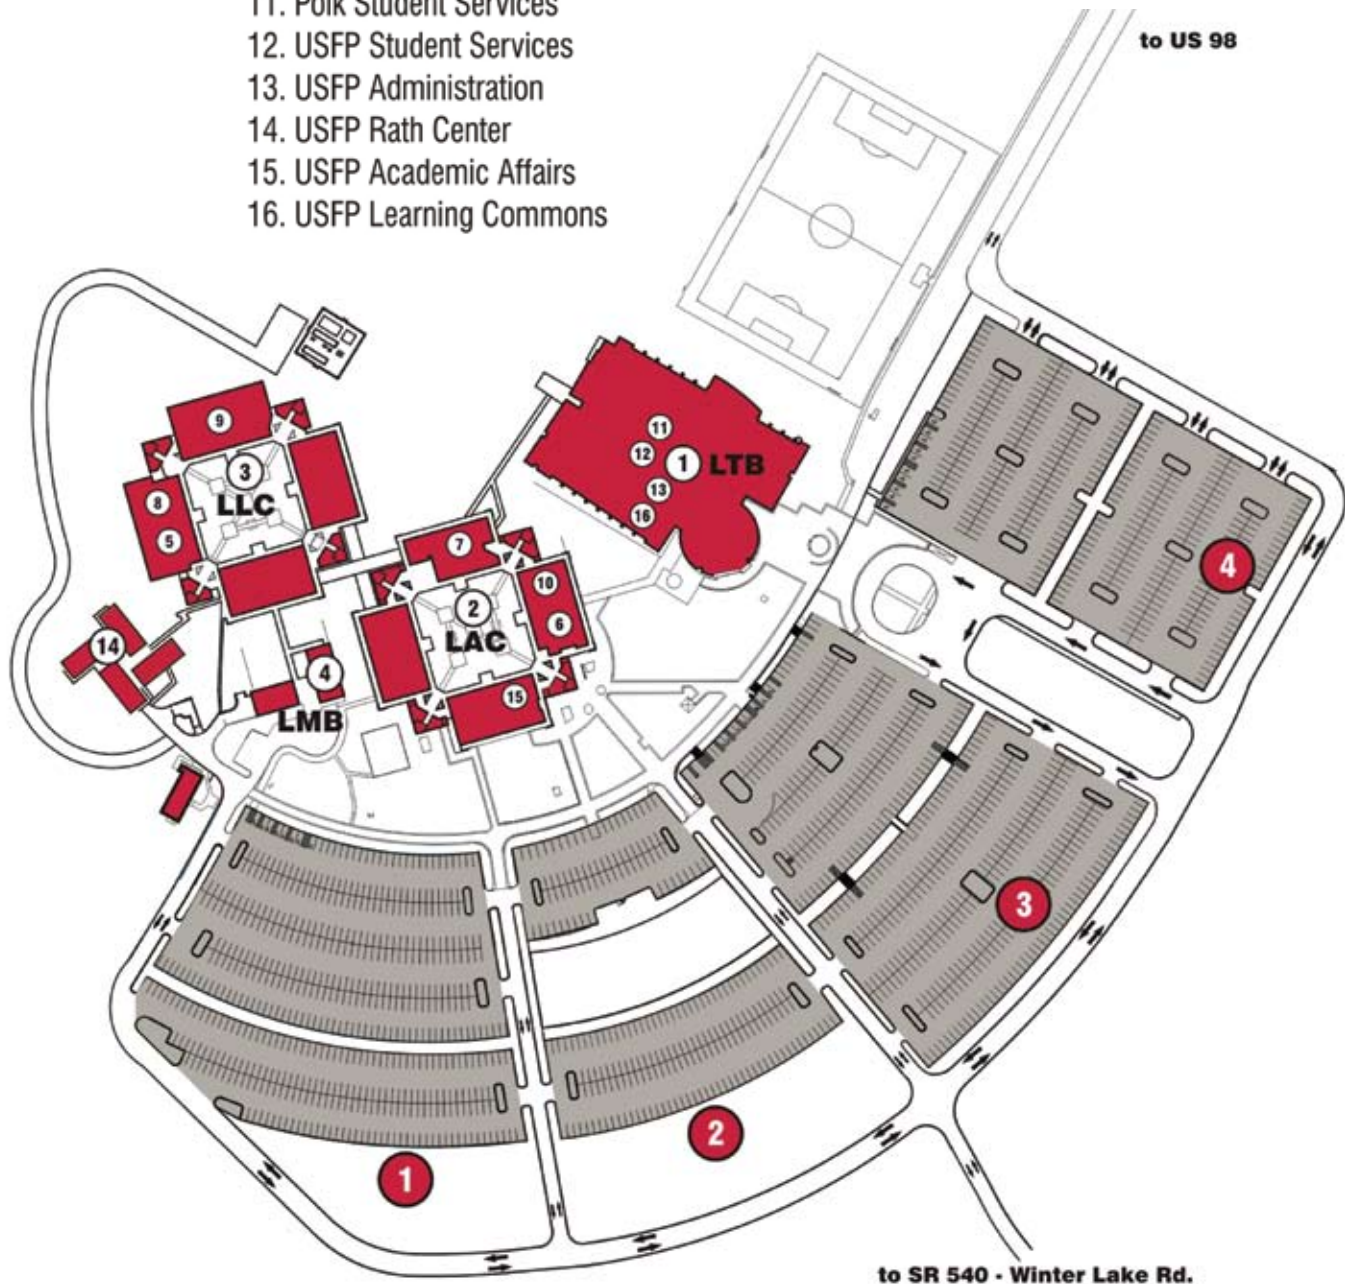 11. Polk Student Services
12. USFP Student Services
13. USFP Administration
14. USFP Rath Center
15. USFP Academic Affairs
16. USFP Learning Commons
to US 98
9
3
LLC
8
5
11
12
1
LTB
13
16
7
10
2
6
LAC
14
4
LMB
15
4
3
2
1
to SR 540 - Winter Lake Rd.